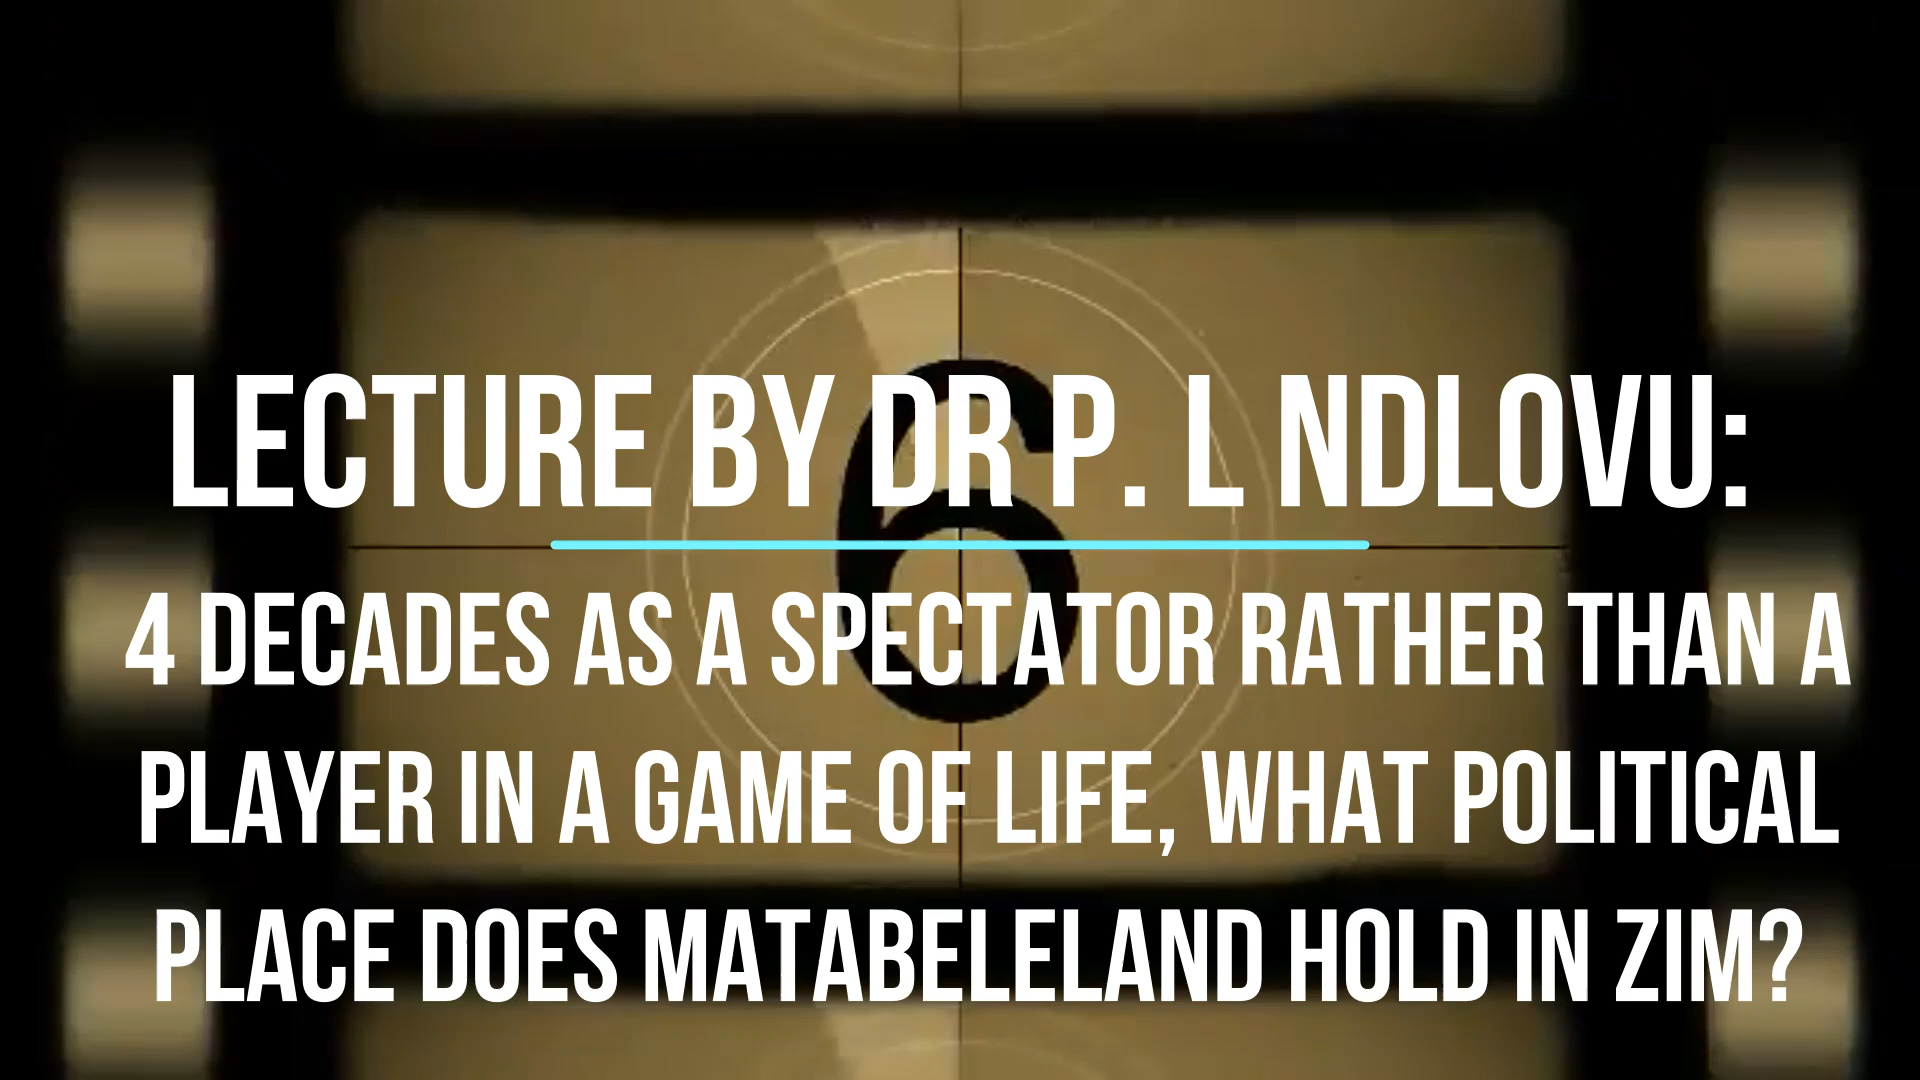 LECTURE BY DR P. L NDLOVU:
4 DECADES AS A SPECTATOR RATHER THAN A
PLAYER IN A GAME OF LIFE, WHAT POLITICAL
PLACE DOES MATABELELAND HOLD IN ZIM?
6